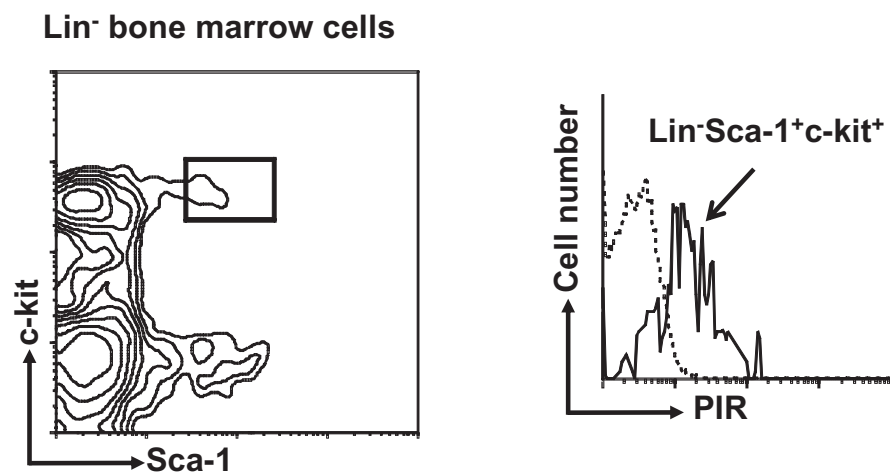 Lin⁻ bone marrow cells
c-kit
Sca-1
Lin⁻Sca-1⁺c-kit⁺
Cell number
PIR